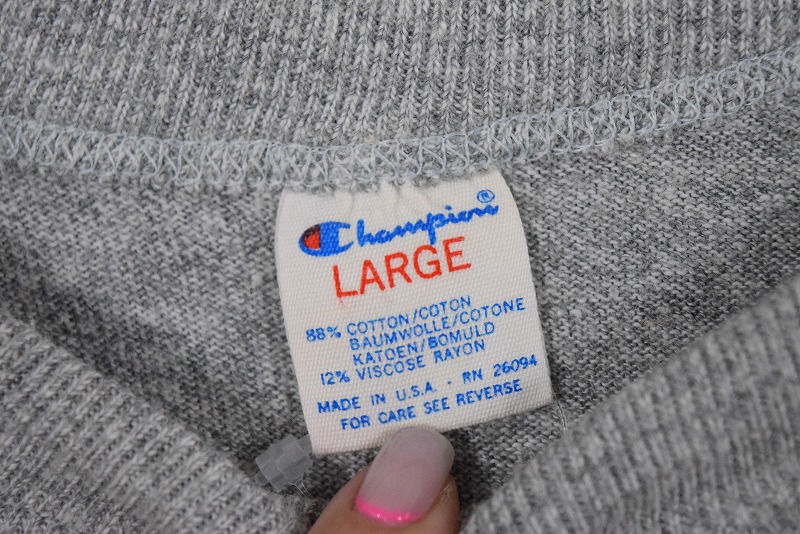 Champion®
LARGE
88% COTTON/COTON
BAUMWOLLE/COTONE
KATOEN/BOMULD
12% VISCOSE RAYON
MADE IN U.S.A. · RN 26094
FOR CARE SEE REVERSE